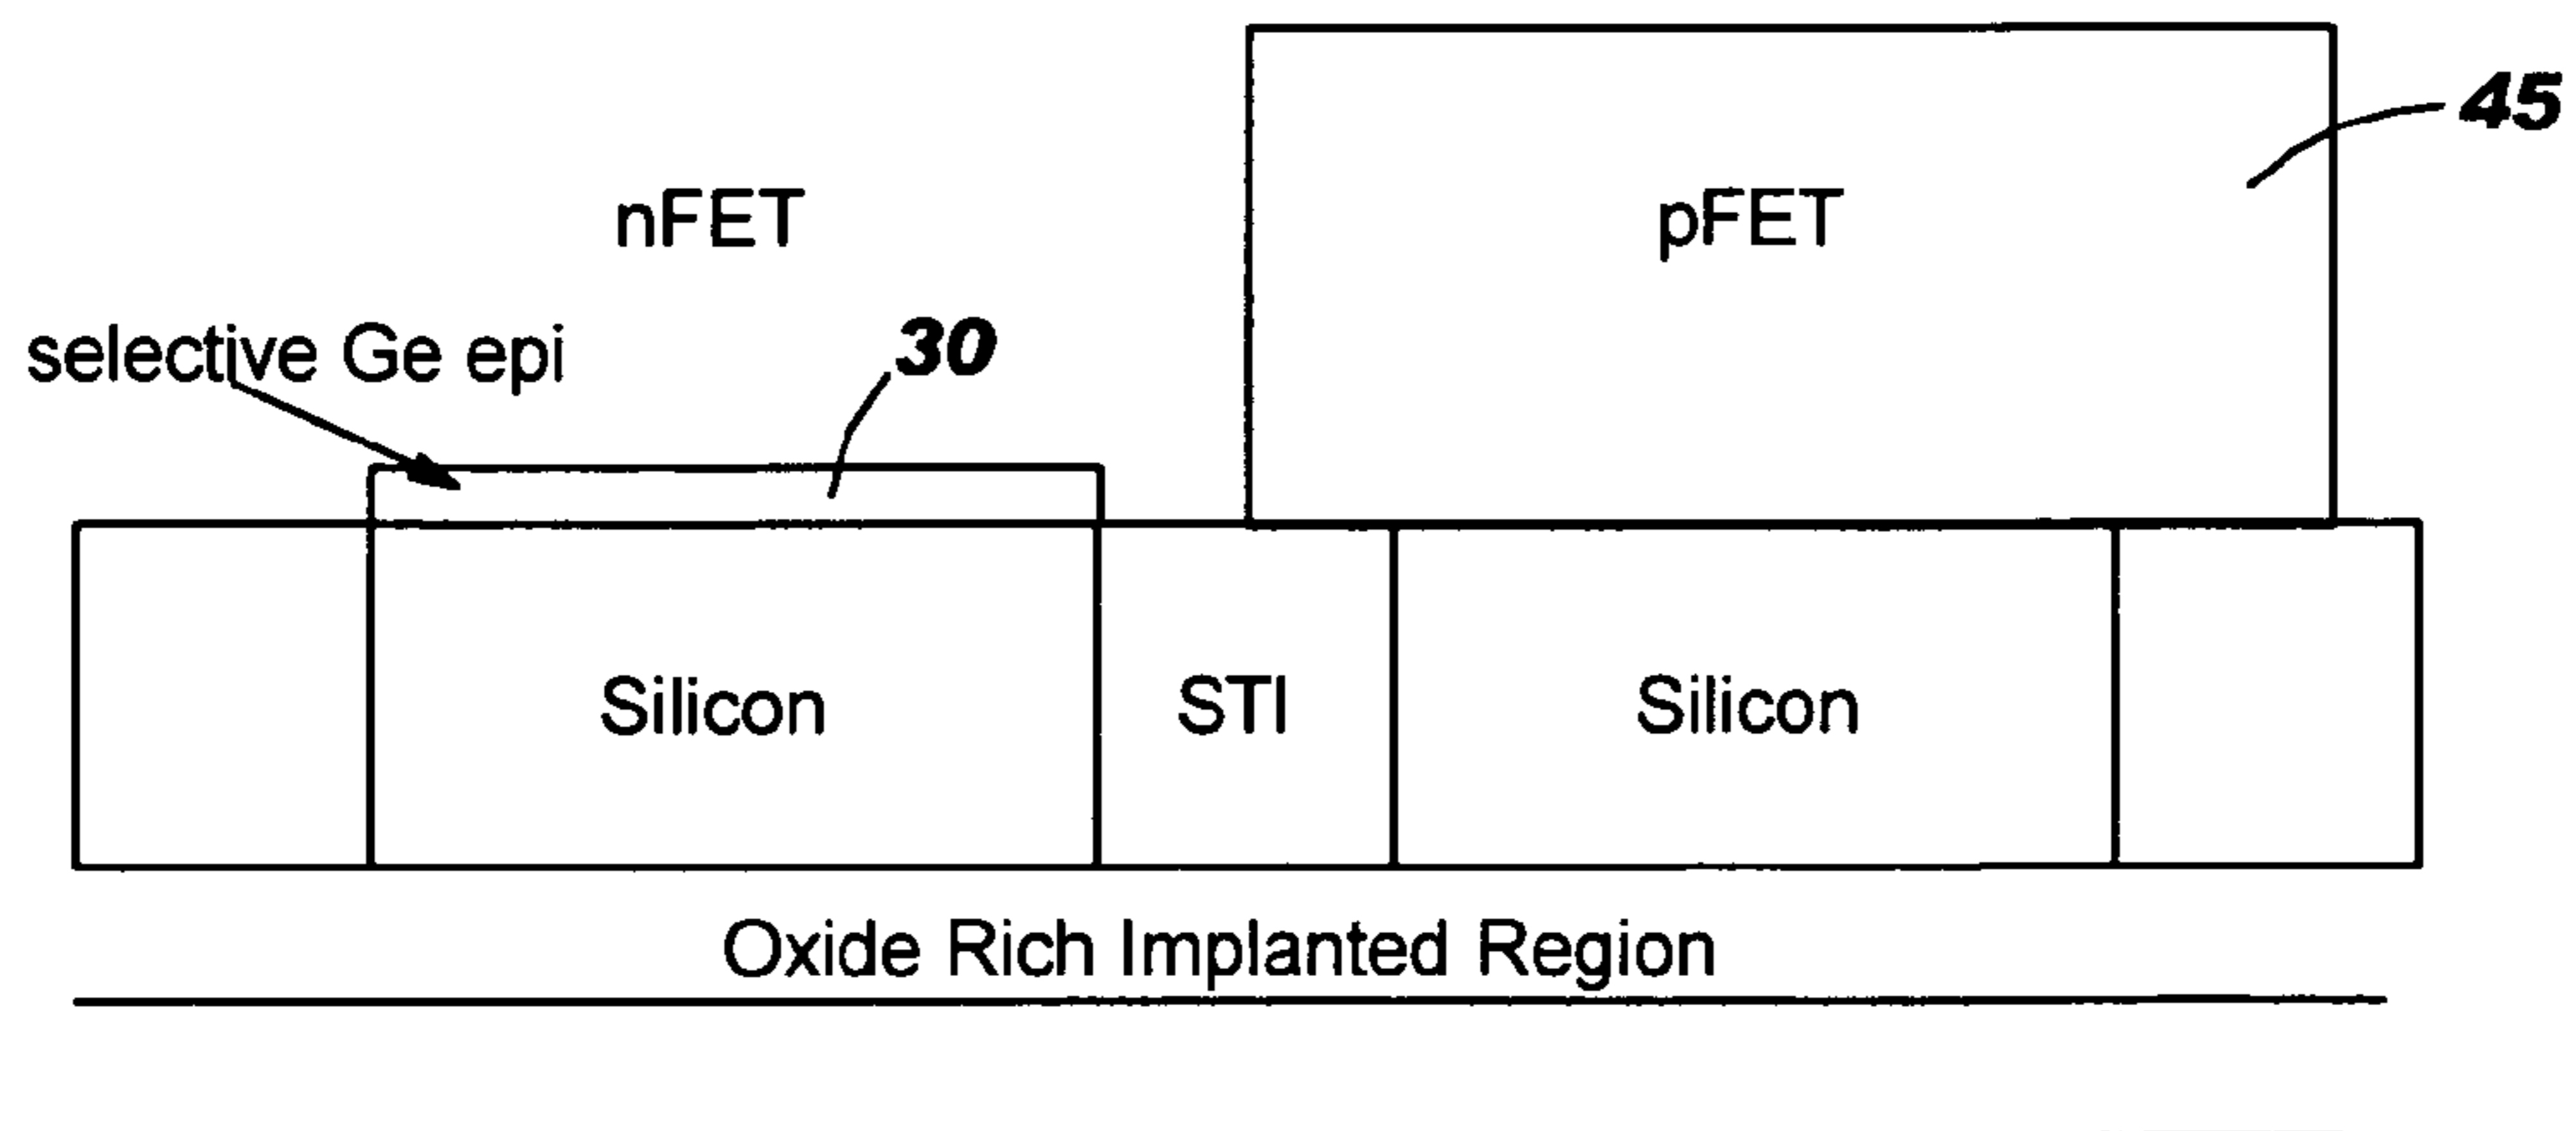 45
nFET
pFET
selective Ge epi
30
Silicon
STI
Silicon
Oxide Rich Implanted Region